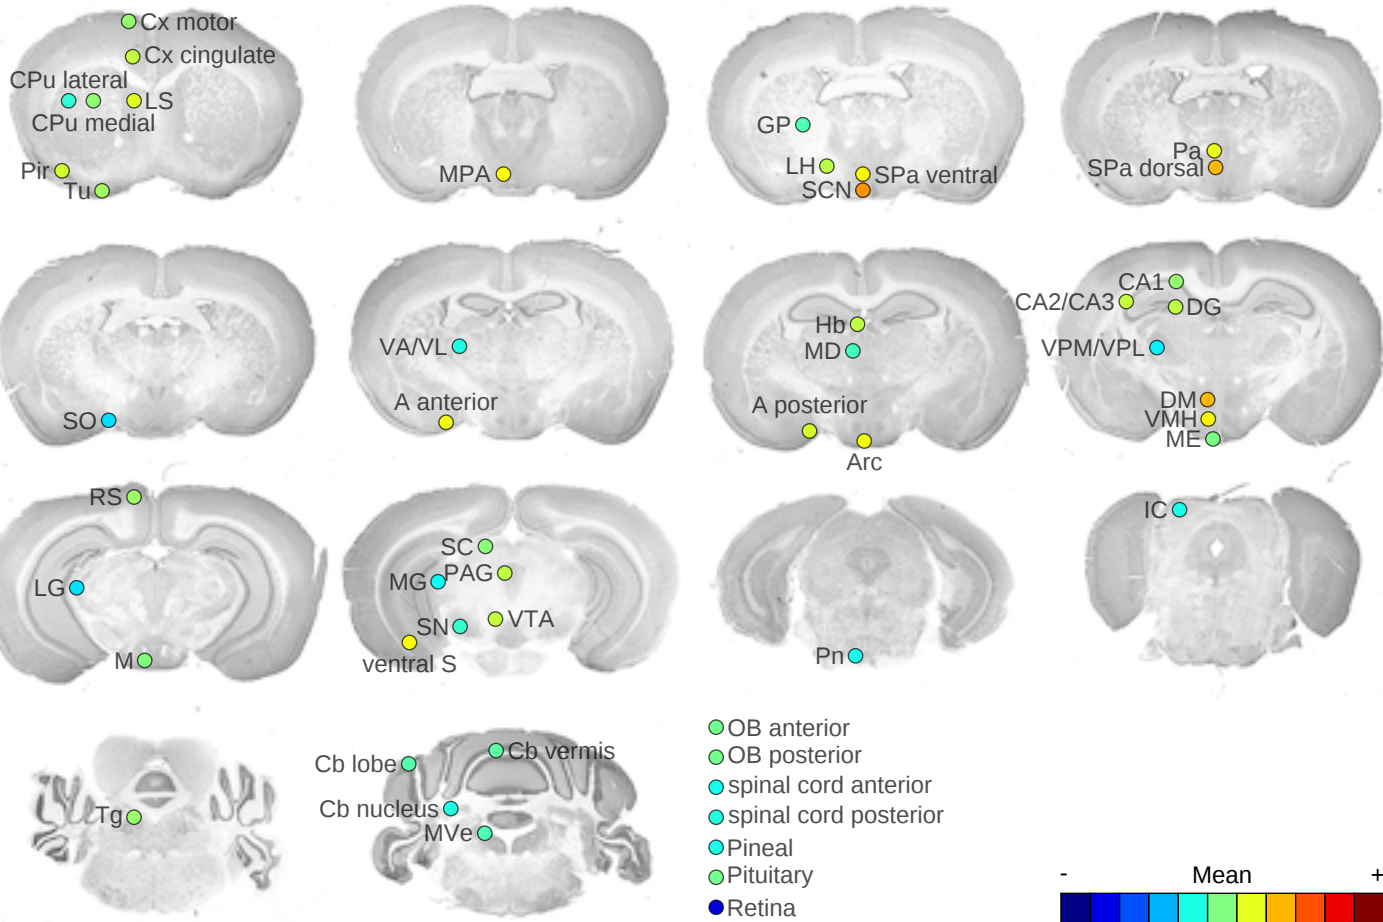 Cx motor
Cx cingulate
CPu lateral
LS
CPu medial
Pir
Tu
MPA
GP
LH
SPa ventral
SCN
Pa
SPa dorsal
SO
VA/VL
A anterior
Hb
MD
A posterior
Arc
CA1
CA2/CA3
DG
VPM/VPL
DM
VMH
ME
RS
LG
M
SC
MG
PAG
SN
VTA
ventral S
Pn
IC
Tg
Cb lobe
Cb vermis
Cb nucleus
MVe
OB anterior
OB posterior
spinal cord anterior
spinal cord posterior
Pineal
Pituitary
Retina
- Mean +